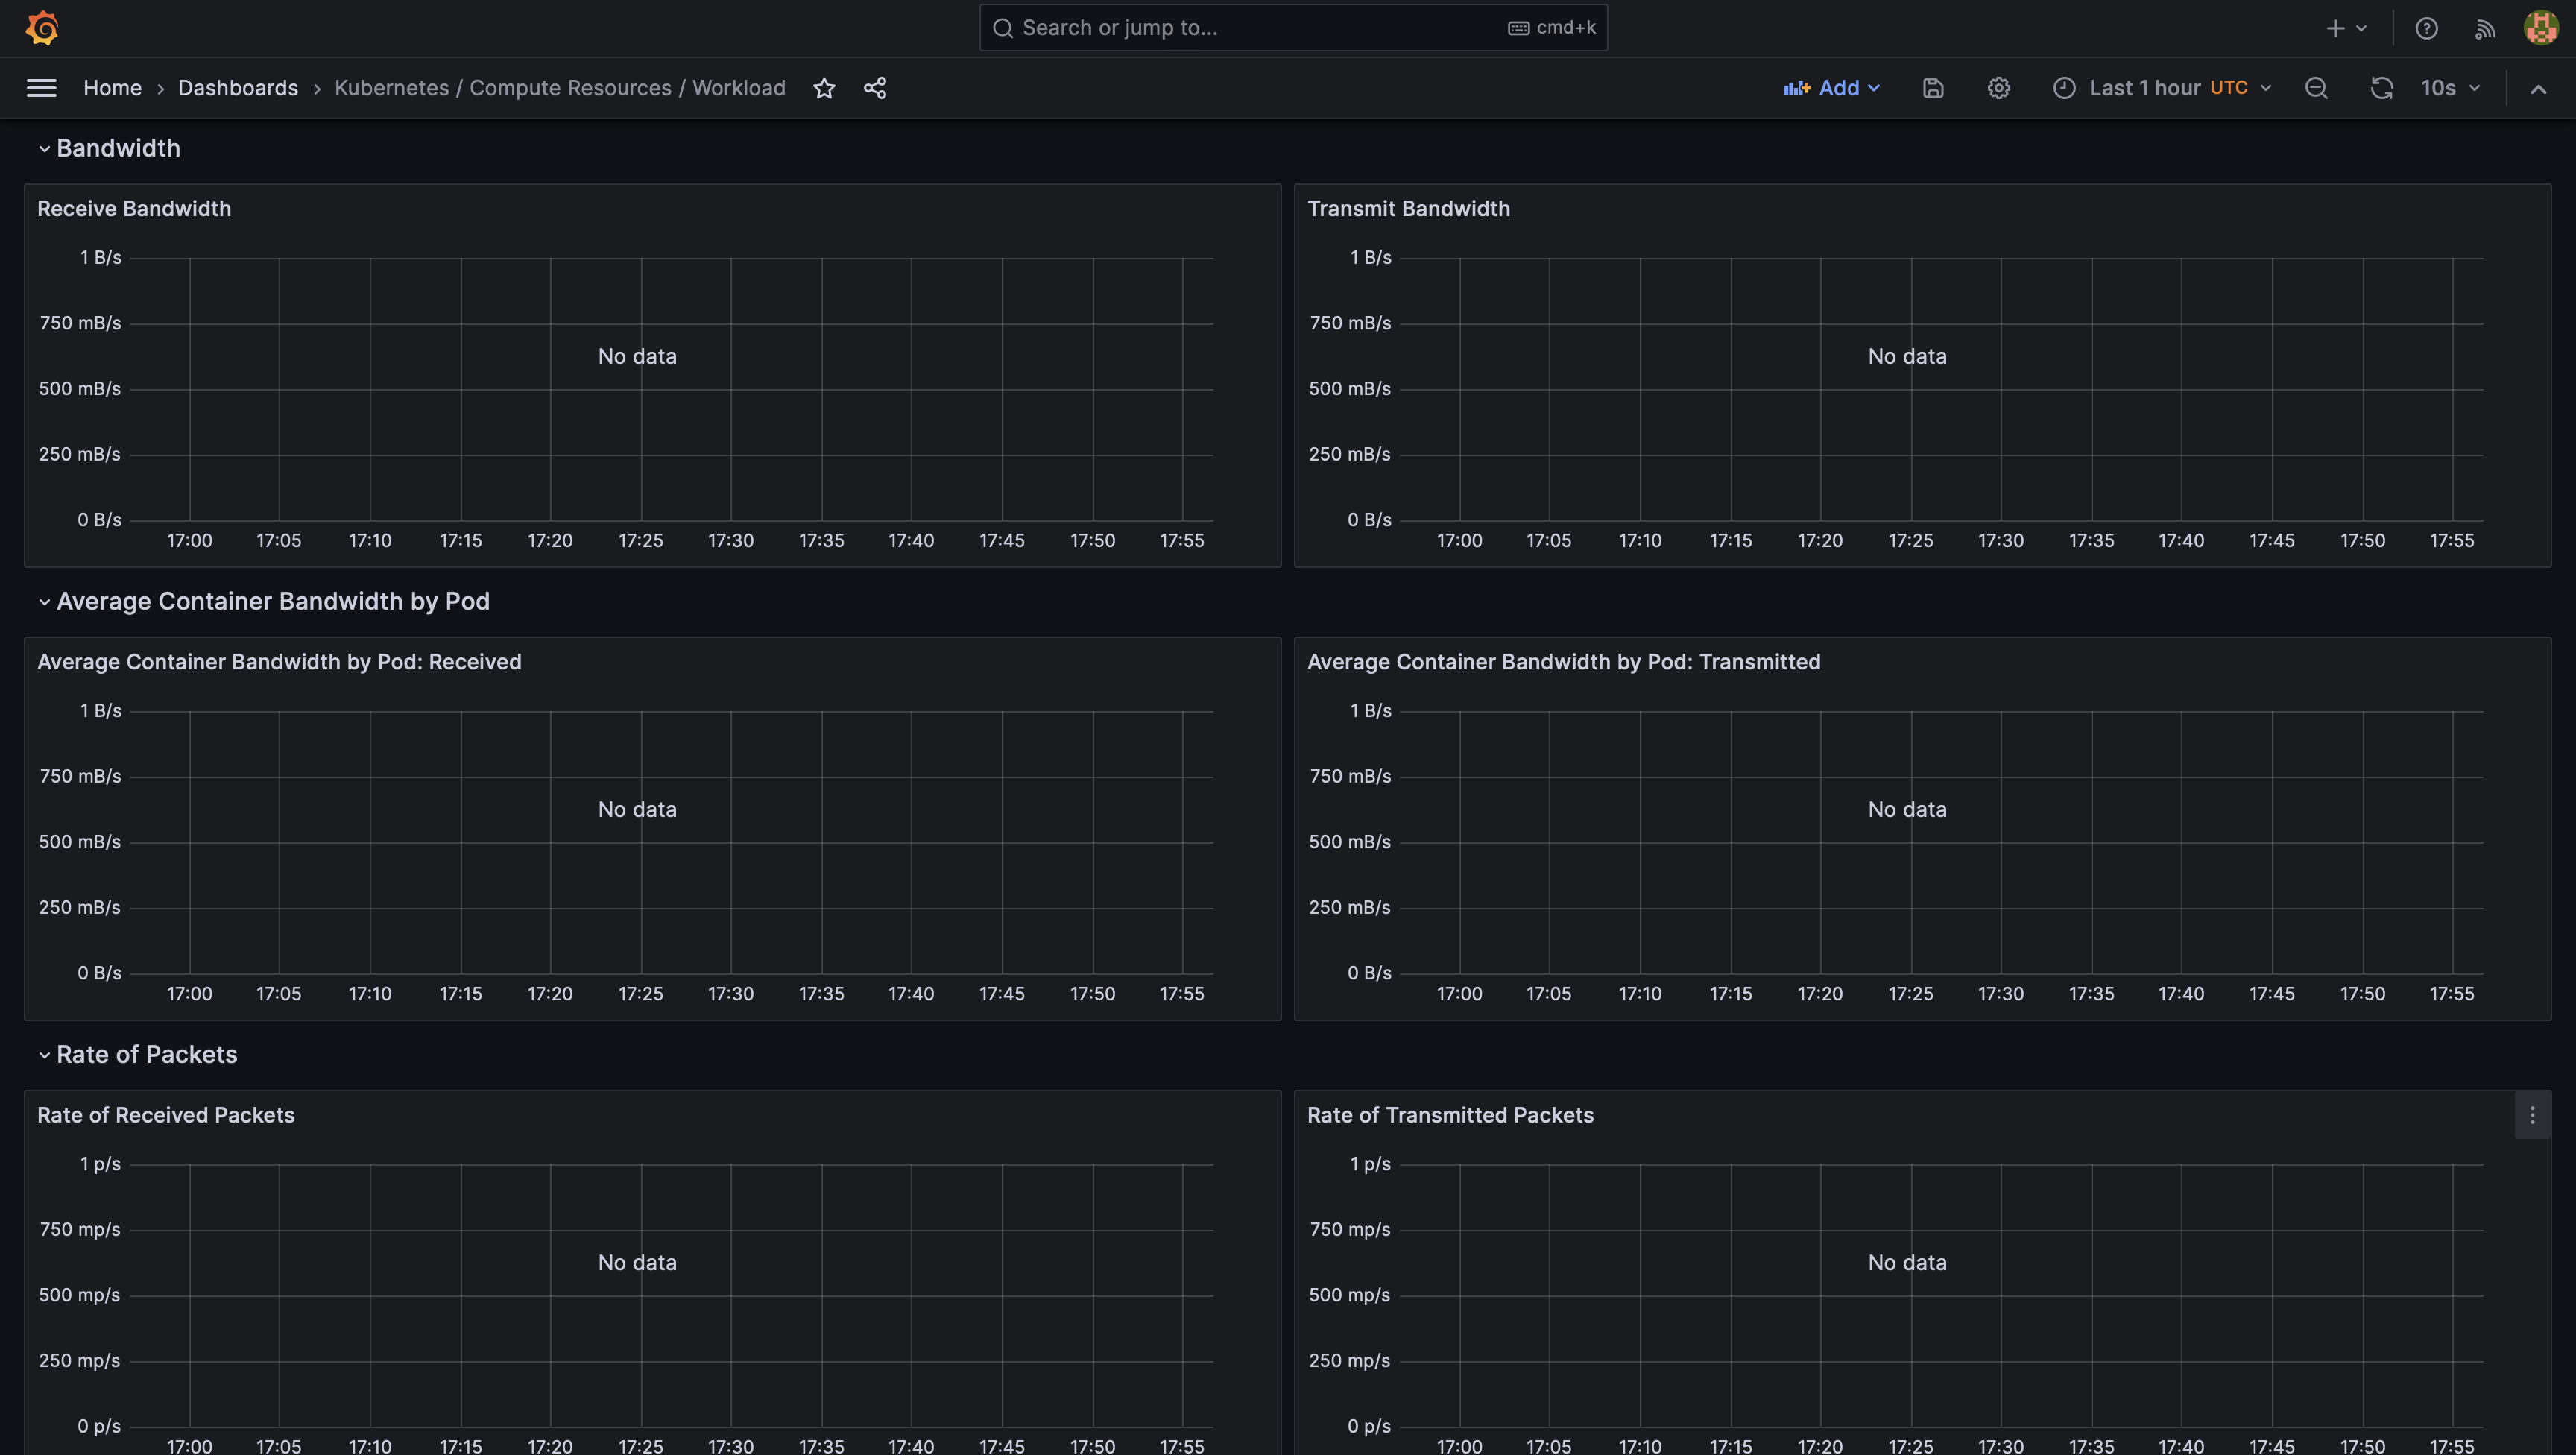 Search or jump to... cmd+k
Home › Dashboards › Kubernetes / Compute Resources / Workload Add Last 1 hour UTC 10s
Bandwidth
Receive Bandwidth
1 B/s
750 mB/s
500 mB/s
250 mB/s
0 B/s
No data
17:00 17:05 17:10 17:15 17:20 17:25 17:30 17:35 17:40 17:45 17:50 17:55
Transmit Bandwidth
1 B/s
750 mB/s
500 mB/s
250 mB/s
0 B/s
No data
17:00 17:05 17:10 17:15 17:20 17:25 17:30 17:35 17:40 17:45 17:50 17:55
Average Container Bandwidth by Pod
Average Container Bandwidth by Pod: Received
1 B/s
750 mB/s
500 mB/s
250 mB/s
0 B/s
No data
17:00 17:05 17:10 17:15 17:20 17:25 17:30 17:35 17:40 17:45 17:50 17:55
Average Container Bandwidth by Pod: Transmitted
1 B/s
750 mB/s
500 mB/s
250 mB/s
0 B/s
No data
17:00 17:05 17:10 17:15 17:20 17:25 17:30 17:35 17:40 17:45 17:50 17:55
Rate of Packets
Rate of Received Packets
1 p/s
750 mp/s
500 mp/s
250 mp/s
0 p/s
No data
17:00 17:05 17:10 17:15 17:20 17:25 17:30 17:35 17:40 17:45 17:50 17:55
Rate of Transmitted Packets
1 p/s
750 mp/s
500 mp/s
250 mp/s
0 p/s
No data
17:00 17:05 17:10 17:15 17:20 17:25 17:30 17:35 17:40 17:45 17:50 17:55